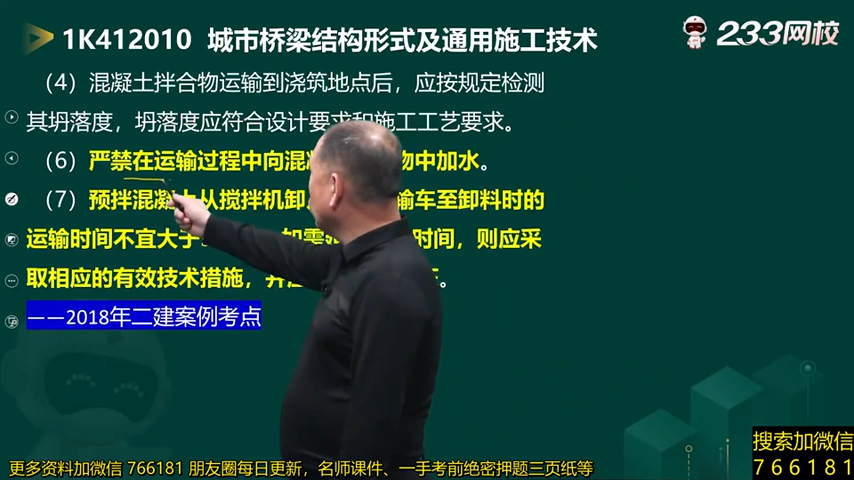 1K412010 城市桥梁结构形式及通用施工技术
233网校
（4）混凝土拌合物运输到浇筑地点后，应按规定检测
其坍落度，坍落度应符合设计要求和施工工艺要求。
（6）严禁在运输过程中向混 物中加水。
（7）预拌混凝土从搅拌机卸 输车至卸料时的
运输时间不宜大于 如需 时间，则应采
取相应的有效技术措施，并应
——2018年二建案例考点
搜索加微信
766181
更多资料加微信 766181 朋友圈每日更新，名师课件、一手考前绝密押题三页纸等